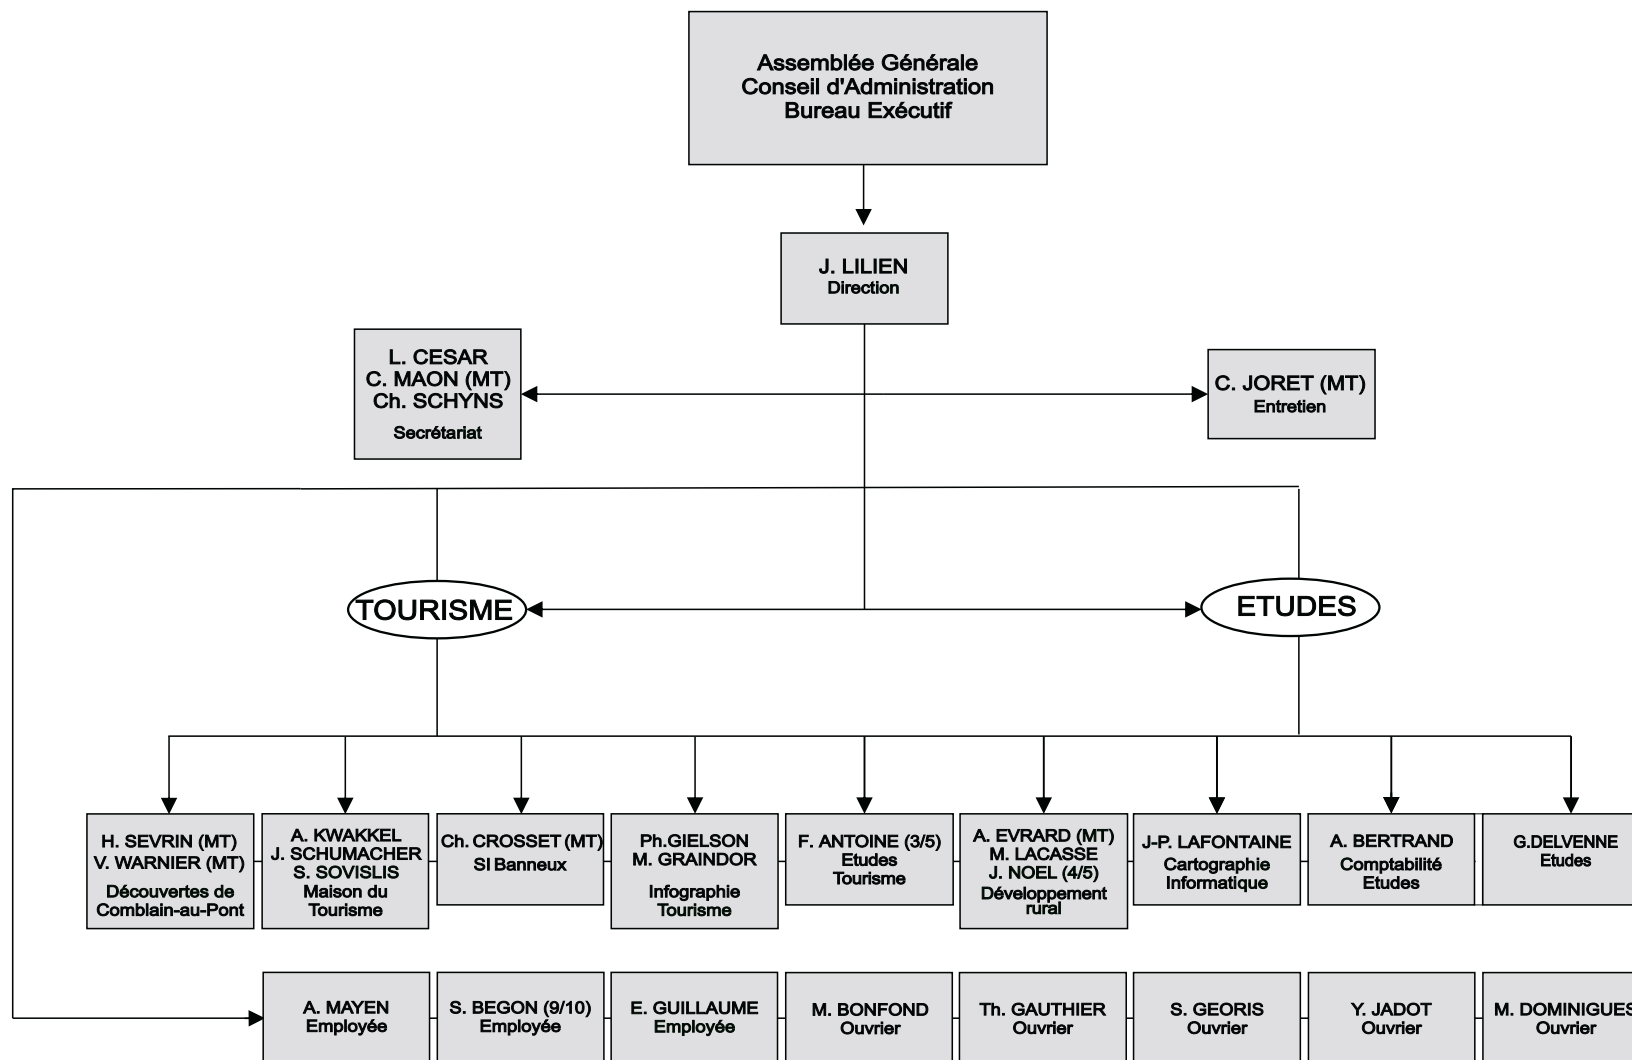 Assemblée Générale
Conseil d'Administration
Bureau Exécutif
J. LILIEN
Direction
L. CESAR
C. MAON (MT)
Ch. SCHYNS
Secrétariat
C. JORET (MT)
Entretien
TOURISME
ETUDES
H. SEVRIN (MT)
V. WARNIER (MT)
Découvertes de
Comblain-au-Pont
A. KWAKKEL
J. SCHUMACHER
S. SOVISLIS
Maison du
Tourisme
Ch. CROSSET (MT)
SI Banneux
Ph.GIELSON
M. GRAINDOR
Infographie
Tourisme
F. ANTOINE (3/5)
Etudes
Tourisme
A. EVRARD (MT)
M. LACASSE
J. NOEL (4/5)
Développement
rural
J-P. LAFONTAINE
Cartographie
Informatique
A. BERTRAND
Comptabilité
Etudes
G.DELVENNE
Etudes
A. MAYEN
Employée
S. BEGON (9/10)
Employée
E. GUILLAUME
Employée
M. BONFOND
Ouvrier
Th. GAUTHIER
Ouvrier
S. GEORIS
Ouvrier
Y. JADOT
Ouvrier
M. DOMINIGUES
Ouvrier